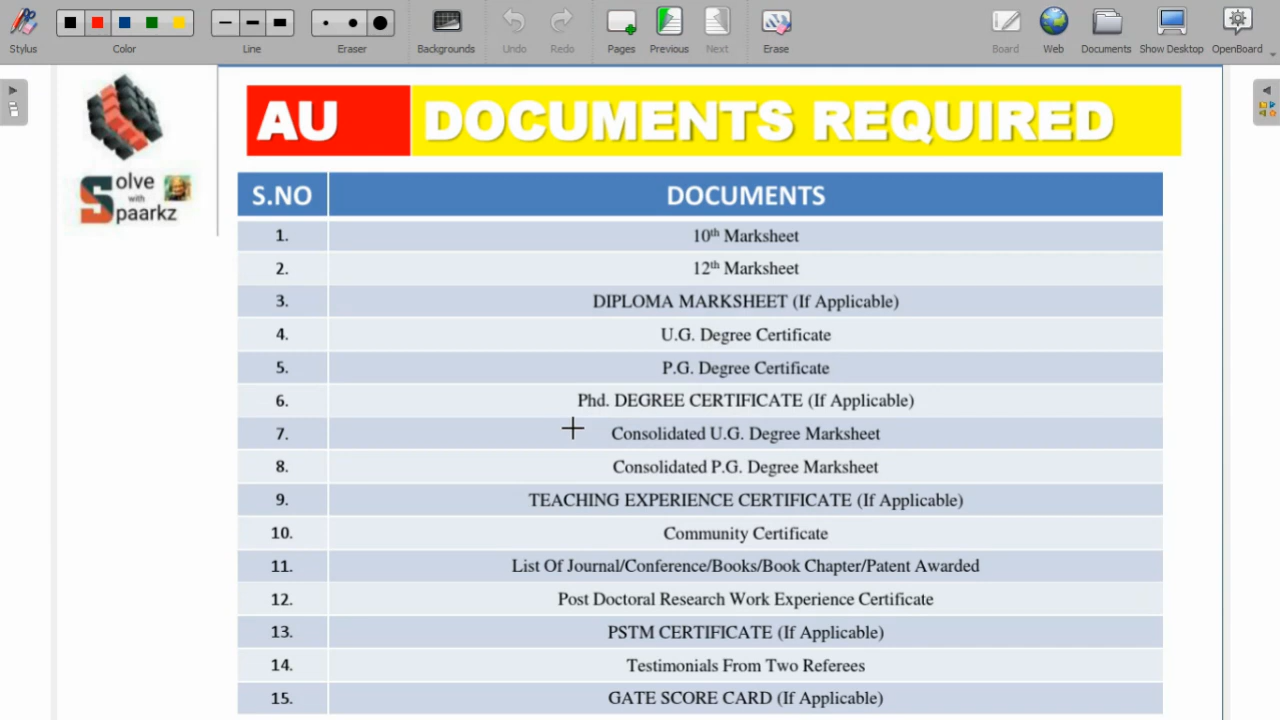 Stylus
Color
Line
Eraser
Backgrounds
Undo
Redo
Pages
Previous
Next
Erase
Board
Web
Documents
Show Desktop
OpenBoard
Solve
with
Spaarkz
AU DOCUMENTS REQUIRED
S.NO DOCUMENTS
1. 10th Marksheet
2. 12th Marksheet
3. DIPLOMA MARKSHEET (If Applicable)
4. U.G. Degree Certificate
5. P.G. Degree Certificate
6. Phd. DEGREE CERTIFICATE (If Applicable)
7. Consolidated U.G. Degree Marksheet
8. Consolidated P.G. Degree Marksheet
9. TEACHING EXPERIENCE CERTIFICATE (If Applicable)
10. Community Certificate
11. List Of Journal/Conference/Books/Book Chapter/Patent Awarded
12. Post Doctoral Research Work Experience Certificate
13. PSTM CERTIFICATE (If Applicable)
14. Testimonials From Two Referees
15. GATE SCORE CARD (If Applicable)